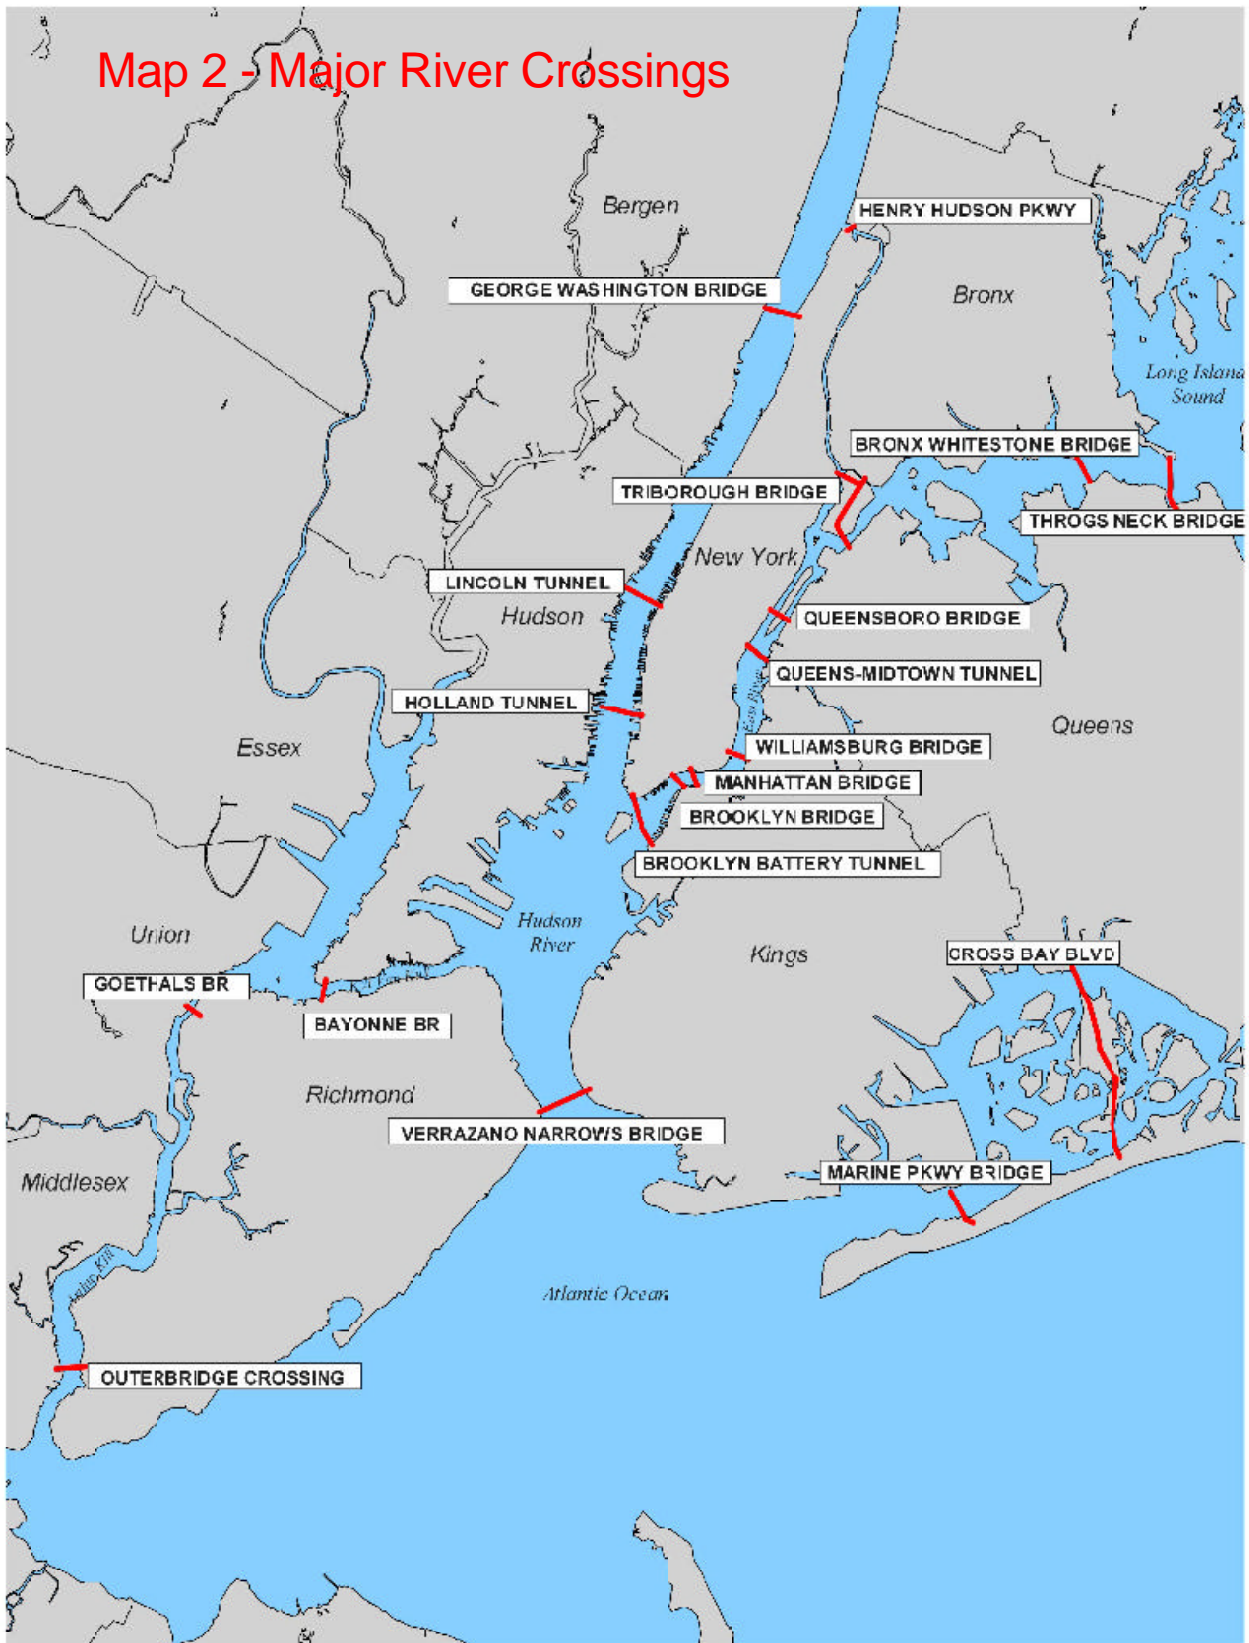 Map 2 - Major River Crossings
Bergen
HENRY HUDSON PKWY
GEORGE WASHINGTON BRIDGE
Bronx
Long Island
Sound
BRONX WHITESTONE BRIDGE
TRIBOROUGH BRIDGE
THROGS NECK BRIDGE
New York
LINCOLN TUNNEL
Hudson
QUEENSBORO BRIDGE
QUEENS-MIDTOWN TUNNEL
HOLLAND TUNNEL
East River
Queens
Essex
WILLIAMSBURG BRIDGE
MANHATTAN BRIDGE
BROOKLYN BRIDGE
BROOKLYN BATTERY TUNNEL
Hudson
River
Union
Kings
CROSS BAY BLVD
GOETHALS BR
BAYONNE BR
Richmond
VERRAZANO NARROWS BRIDGE
MARINE PKWY BRIDGE
Middlesex
Atlantic Ocean
OUTERBRIDGE CROSSING